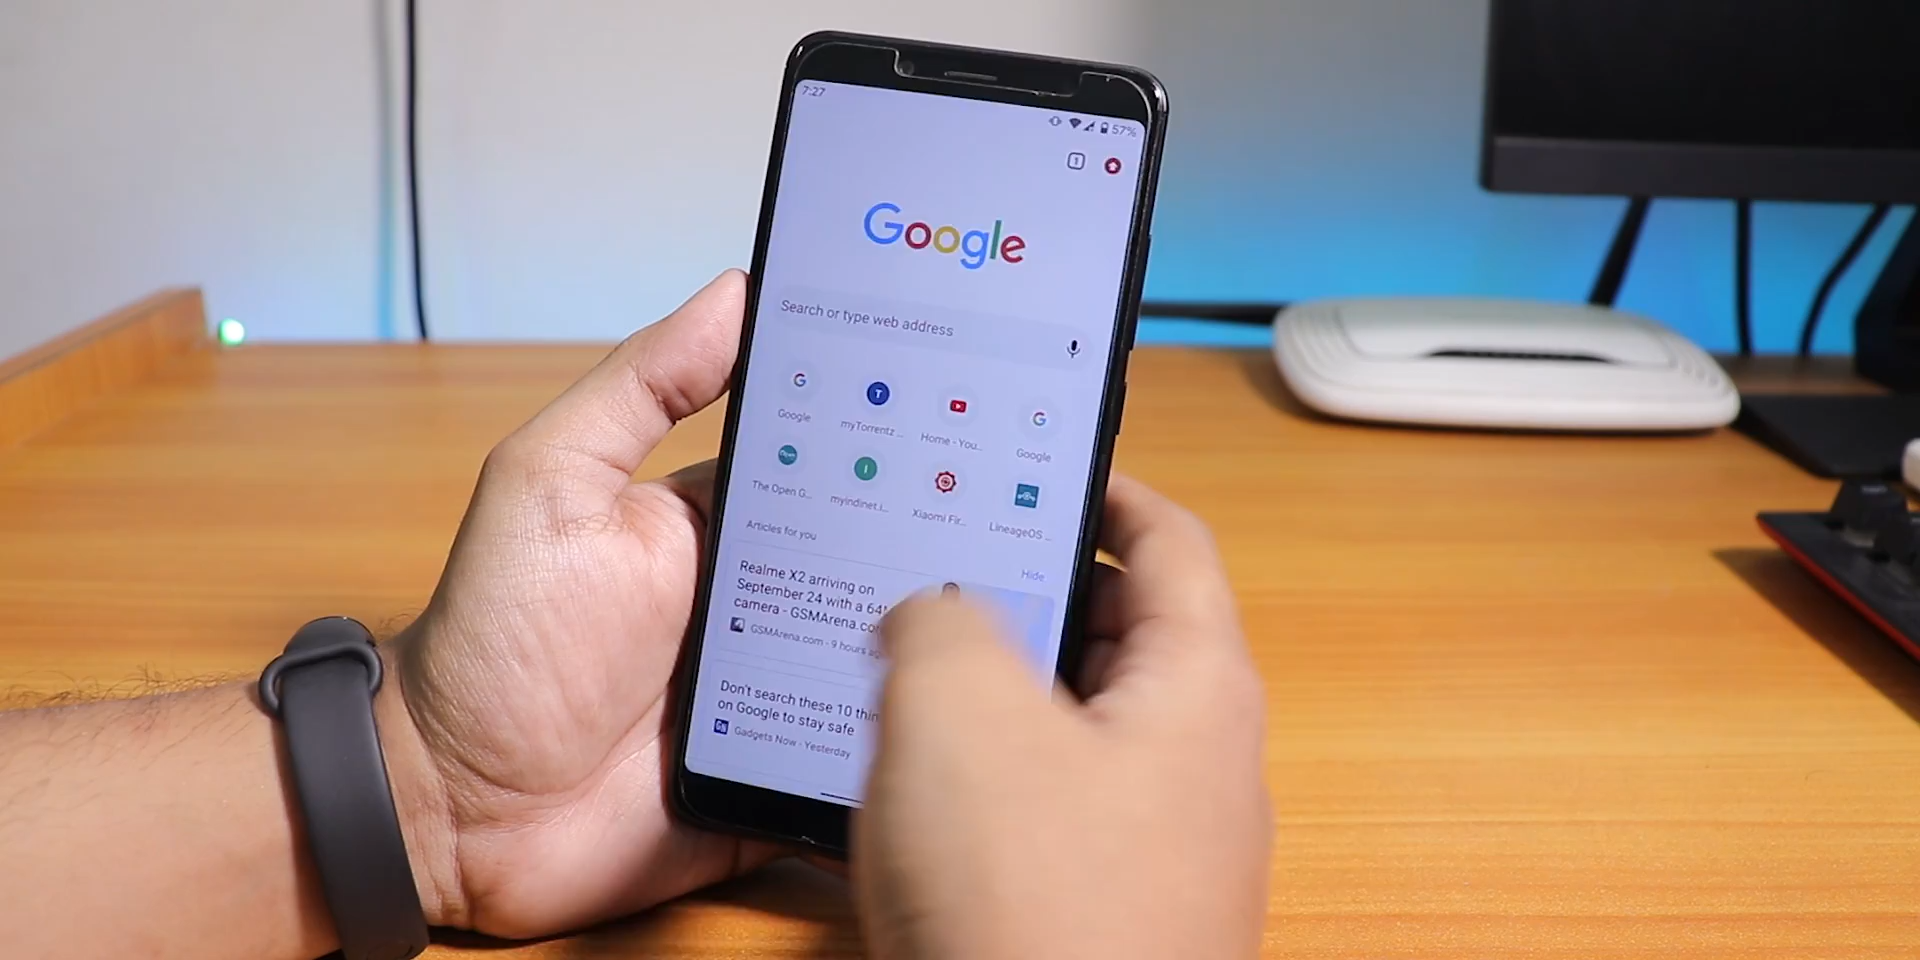 7:27
57%
1
Google
Search or type web address
Google
T
myTorrentz ...
Home - You...
G
Google
The Open G...
I
myindinet.i...
Xiaomi Fir...
LineageOS ...
Articles for you
Hide
Realme X2 arriving on
September 24 with a 64
camera - GSMArena.co
GSMArena.com - 9 hours
Don't search these 10
on Google to stay safe
Gadgets Now - Yesterday